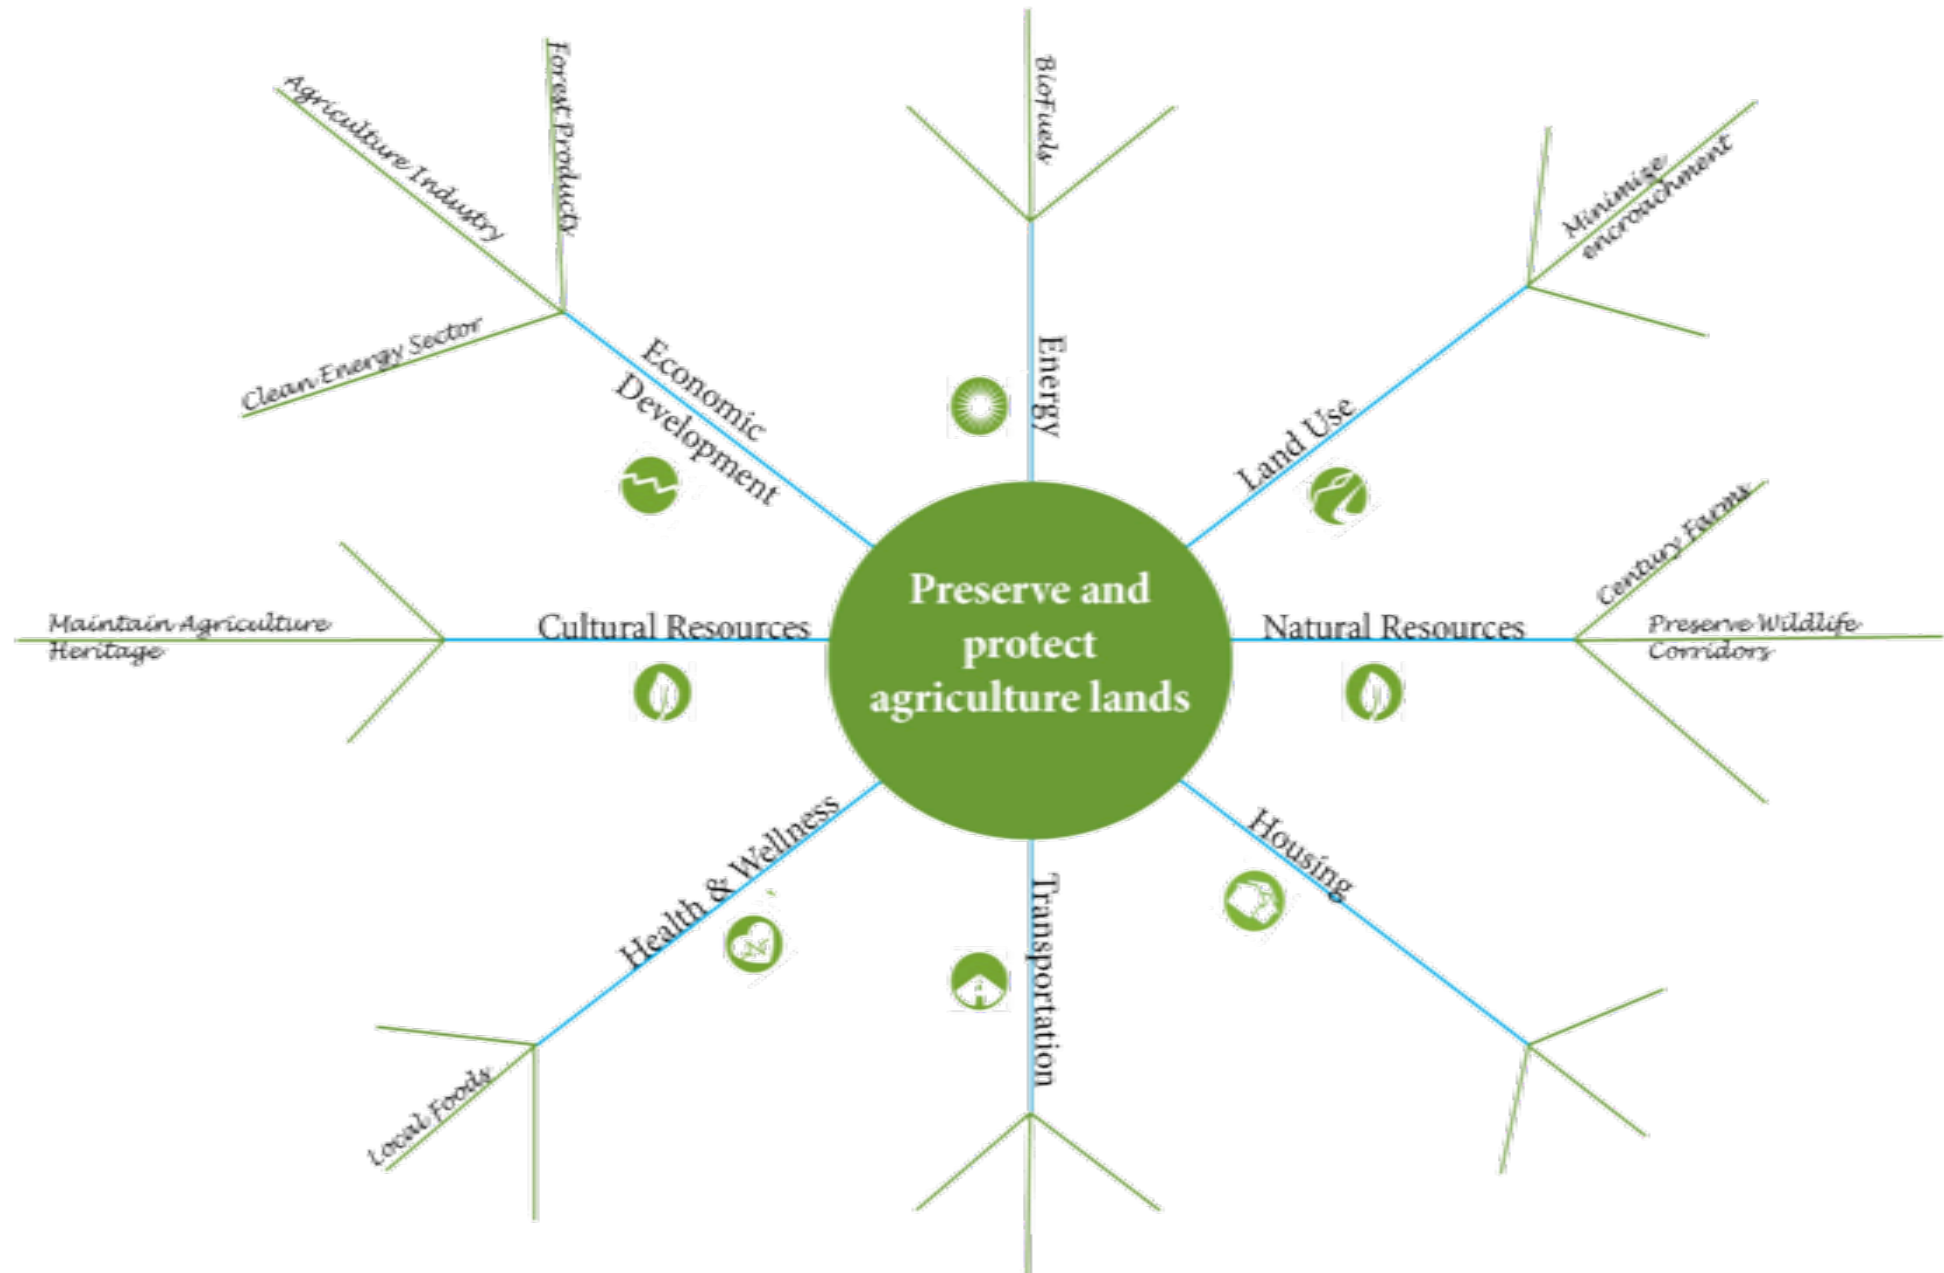 Forest Products
Agriculture Industry
Clean Energy Sector
Economic
Development
BioFuels
Energy
Minimize
encroachment
Land Use
Century Farms
Preserve Wildlife
Corridors
Natural Resources
Preserve and
protect
agriculture lands
Cultural Resources
Maintain Agriculture
Heritage
Health & Wellness
Local Foods
Transportation
Housing